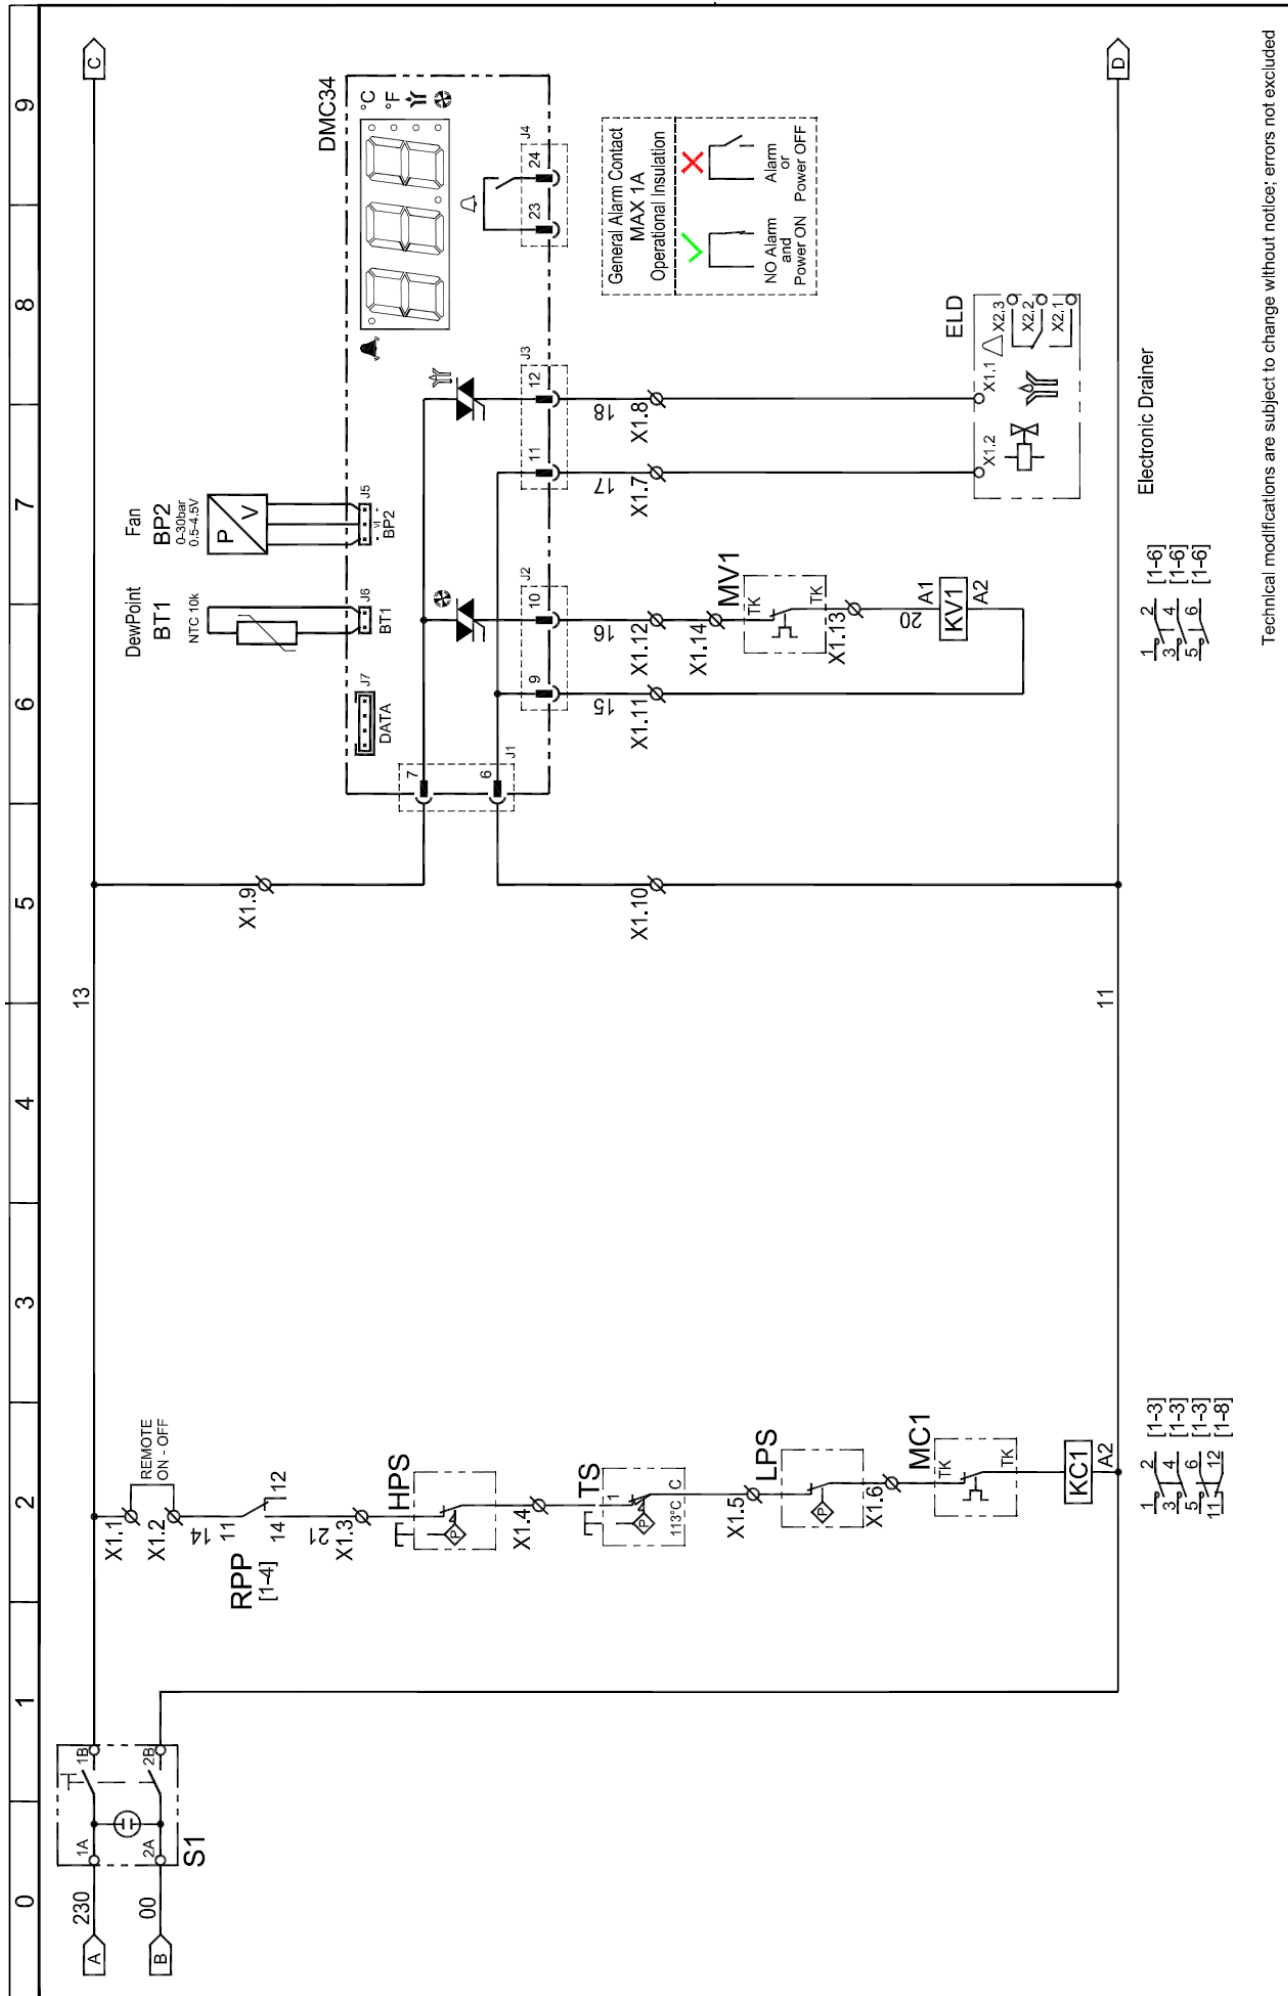 0
1
2
3
4
5
6
7
8
9
A
230
B
00
1A
1B
2A
2B
S1
13
11
C
D
X1.1
X1.2
REMOTE
ON - OFF
14
11
12
14
RPP
[1-4]
21
X1.3
HPS
P
X1.4
TS
1
P
113°C
C
X1.5
LPS
P
X1.6
MC1
TK
TK
KC1
A2
1 2 [1-3]
3 4 [1-3]
5 6 [1-3]
11 12 [1-8]
X1.9
X1.10
DewPoint
BT1
NTC 10k
Fan
BP2
0-30bar
0.5-4.5V
P
V
DMC34
J7
DATA
J6
BT1
J5
- Vi +
BP2
°C
°F
7
6
J1
9
10
J2
11
12
J3
23
24
J4
15
X1.11
16
X1.12
X1.14
MV1
TK
TK
X1.13
20
A1
KV1
A2
17
X1.7
18
X1.8
ELD
X1.2
X1.1
X2.3
X2.2
X2.1
Electronic Drainer
General Alarm Contact
MAX 1A
Operational Insulation
NO Alarm
and
Power ON
Alarm
or
Power OFF
1 2 [1-6]
3 4 [1-6]
5 6 [1-6]
Technical modifications are subject to change without notice; errors not excluded